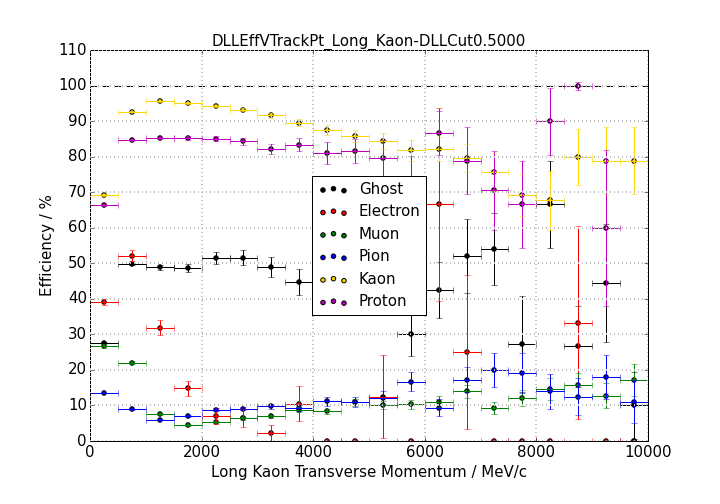 DLLEffVTrackPt_Long_Kaon-DLLCut0.5000
110
100
90
80
70
60
50
40
30
20
10
0
Efficiency / %
Ghost
Electron
Muon
Pion
Kaon
Proton
0 2000 4000 6000 8000 10000
Long Kaon Transverse Momentum / MeV/c